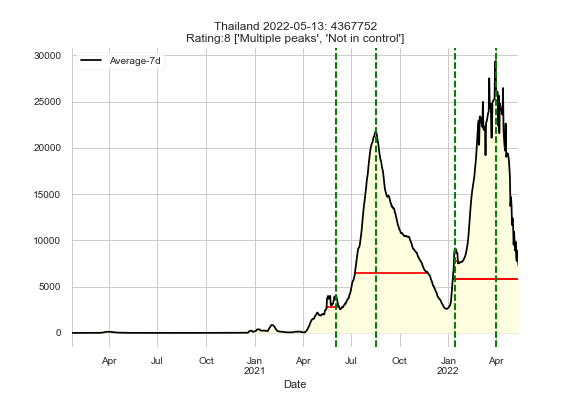 Thailand 2022-05-13: 4367752
Rating:8 ['Multiple peaks', 'Not in control']
30000
25000
20000
15000
10000
5000
0
Average-7d
Apr
Jul
Oct
Jan
2021
Apr
Jul
Oct
Jan
2022
Apr
Date